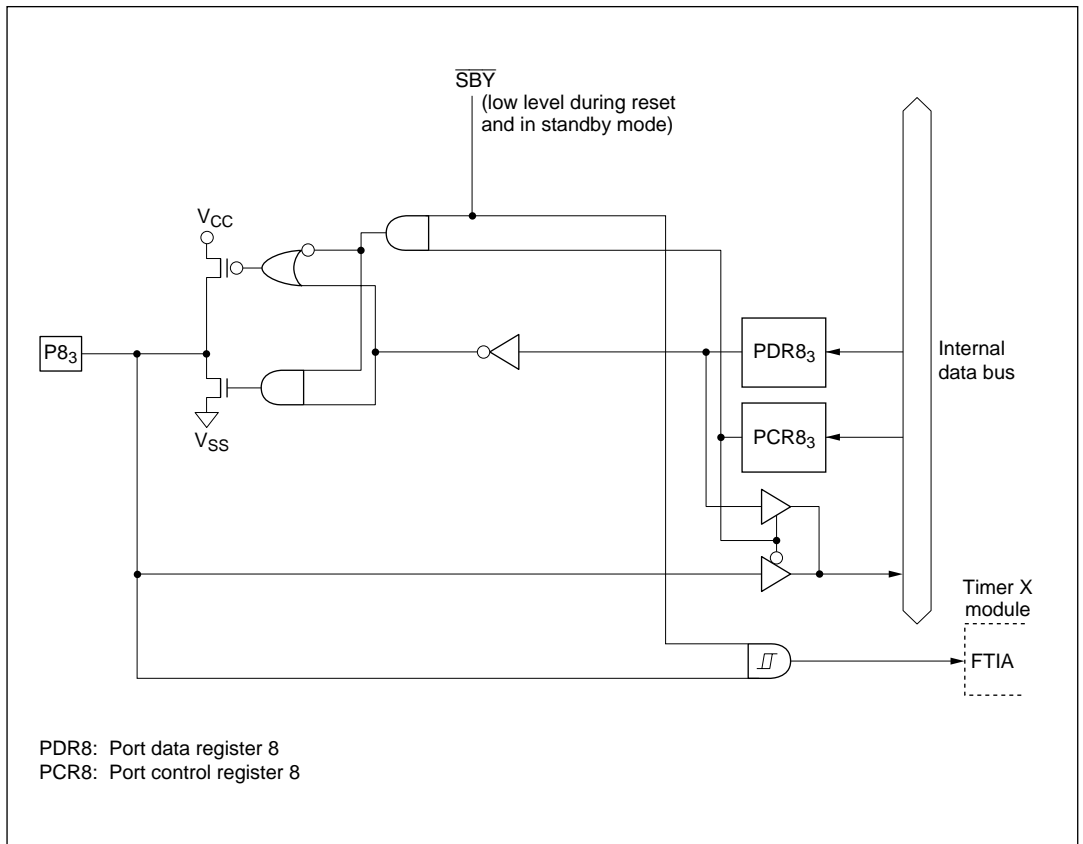 SBY
(low level during reset
and in standby mode)
VCC
P83
VSS
PDR83
PCR83
Internal
data bus
Timer X
module
FTIA
PDR8: Port data register 8
PCR8: Port control register 8